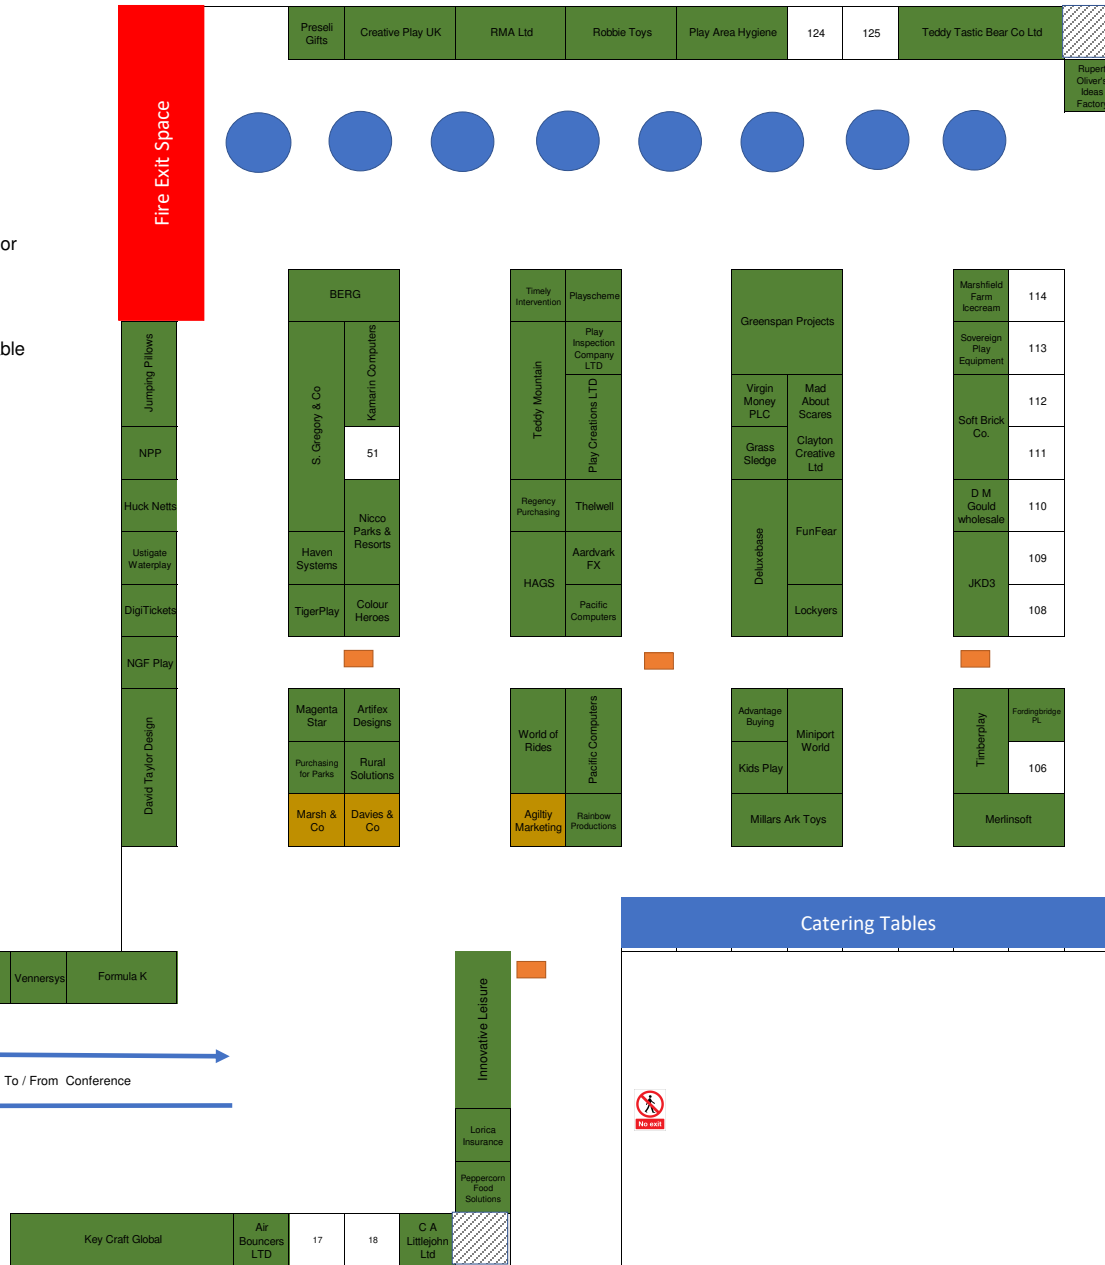 Preseli
Gifts
Creative Play UK
RMA Ltd
Robbie Toys
Play Area Hygiene
124
125
Teddy Tastic Bear Co Ltd
Rupert
Oliver's
Ideas
Factory
Fire Exit Space
or
ble
BERG
Timely
Intervention
Playscheme
Greenspan Projects
Marshfield
Farm
Icecream
114
Jumping Pillows
S. Gregory & Co
Kamarin Computers
Teddy Mountain
Play
Inspection
Company
LTD
Sovereign
Play
Equipment
113
Play Creations LTD
Virgin
Money
PLC
Mad
About
Scares
Soft Brick
Co.
112
NPP
51
Grass
Sledge
Clayton
Creative
Ltd
111
Huck Netts
Nicco
Parks &
Resorts
Regency
Purchasing
Thelwell
Deluxebase
FunFear
D M
Gould
wholesale
110
Ustigate
Waterplay
Haven
Systems
HAGS
Aardvark
FX
JKD3
109
DigiTickets
TigerPlay
Colour
Heroes
Pacific
Computers
Lockyers
108
NGF Play
David Taylor Design
Magenta
Star
Artifex
Designs
World of
Rides
Pacific Computers
Advantage
Buying
Miniport
World
Timberplay
Fordingbridge
PL
Purchasing
for Parks
Rural
Solutions
Kids Play
106
Marsh &
Co
Davies &
Co
Agiltiy
Marketing
Rainbow
Productions
Millars Ark Toys
Merlinsoft
Catering Tables
Vennersys
Formula K
Innovative Leisure
To / From  Conference
No exit
Lorica
Insurance
Peppercorn
Food
Solutions
Key Craft Global
Air
Bouncers
LTD
17
18
C A
Littlejohn
Ltd